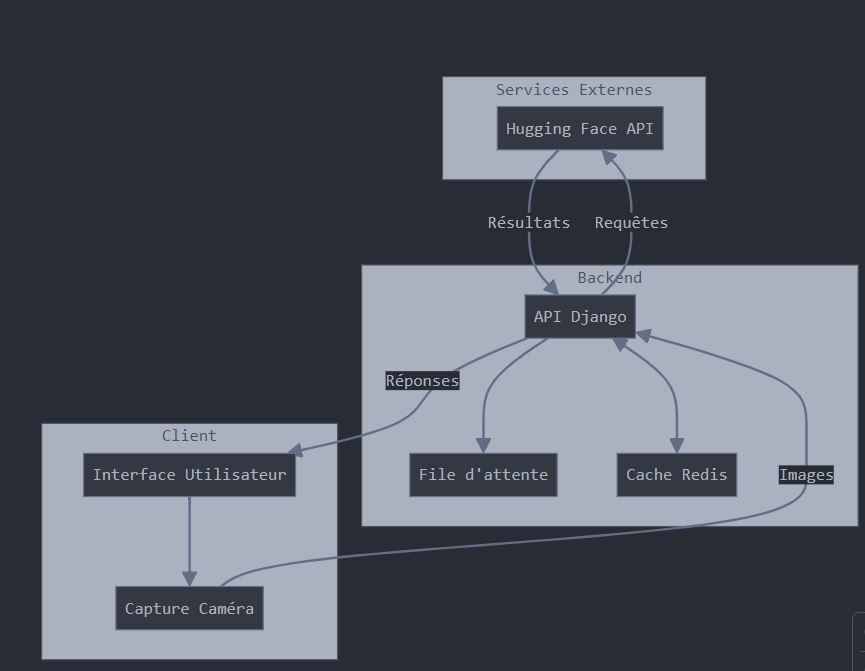 Services Externes
Hugging Face API
Résultats
Requêtes
Backend
API Django
Réponses
Client
Interface Utilisateur
File d'attente
Cache Redis
Images
Capture Caméra